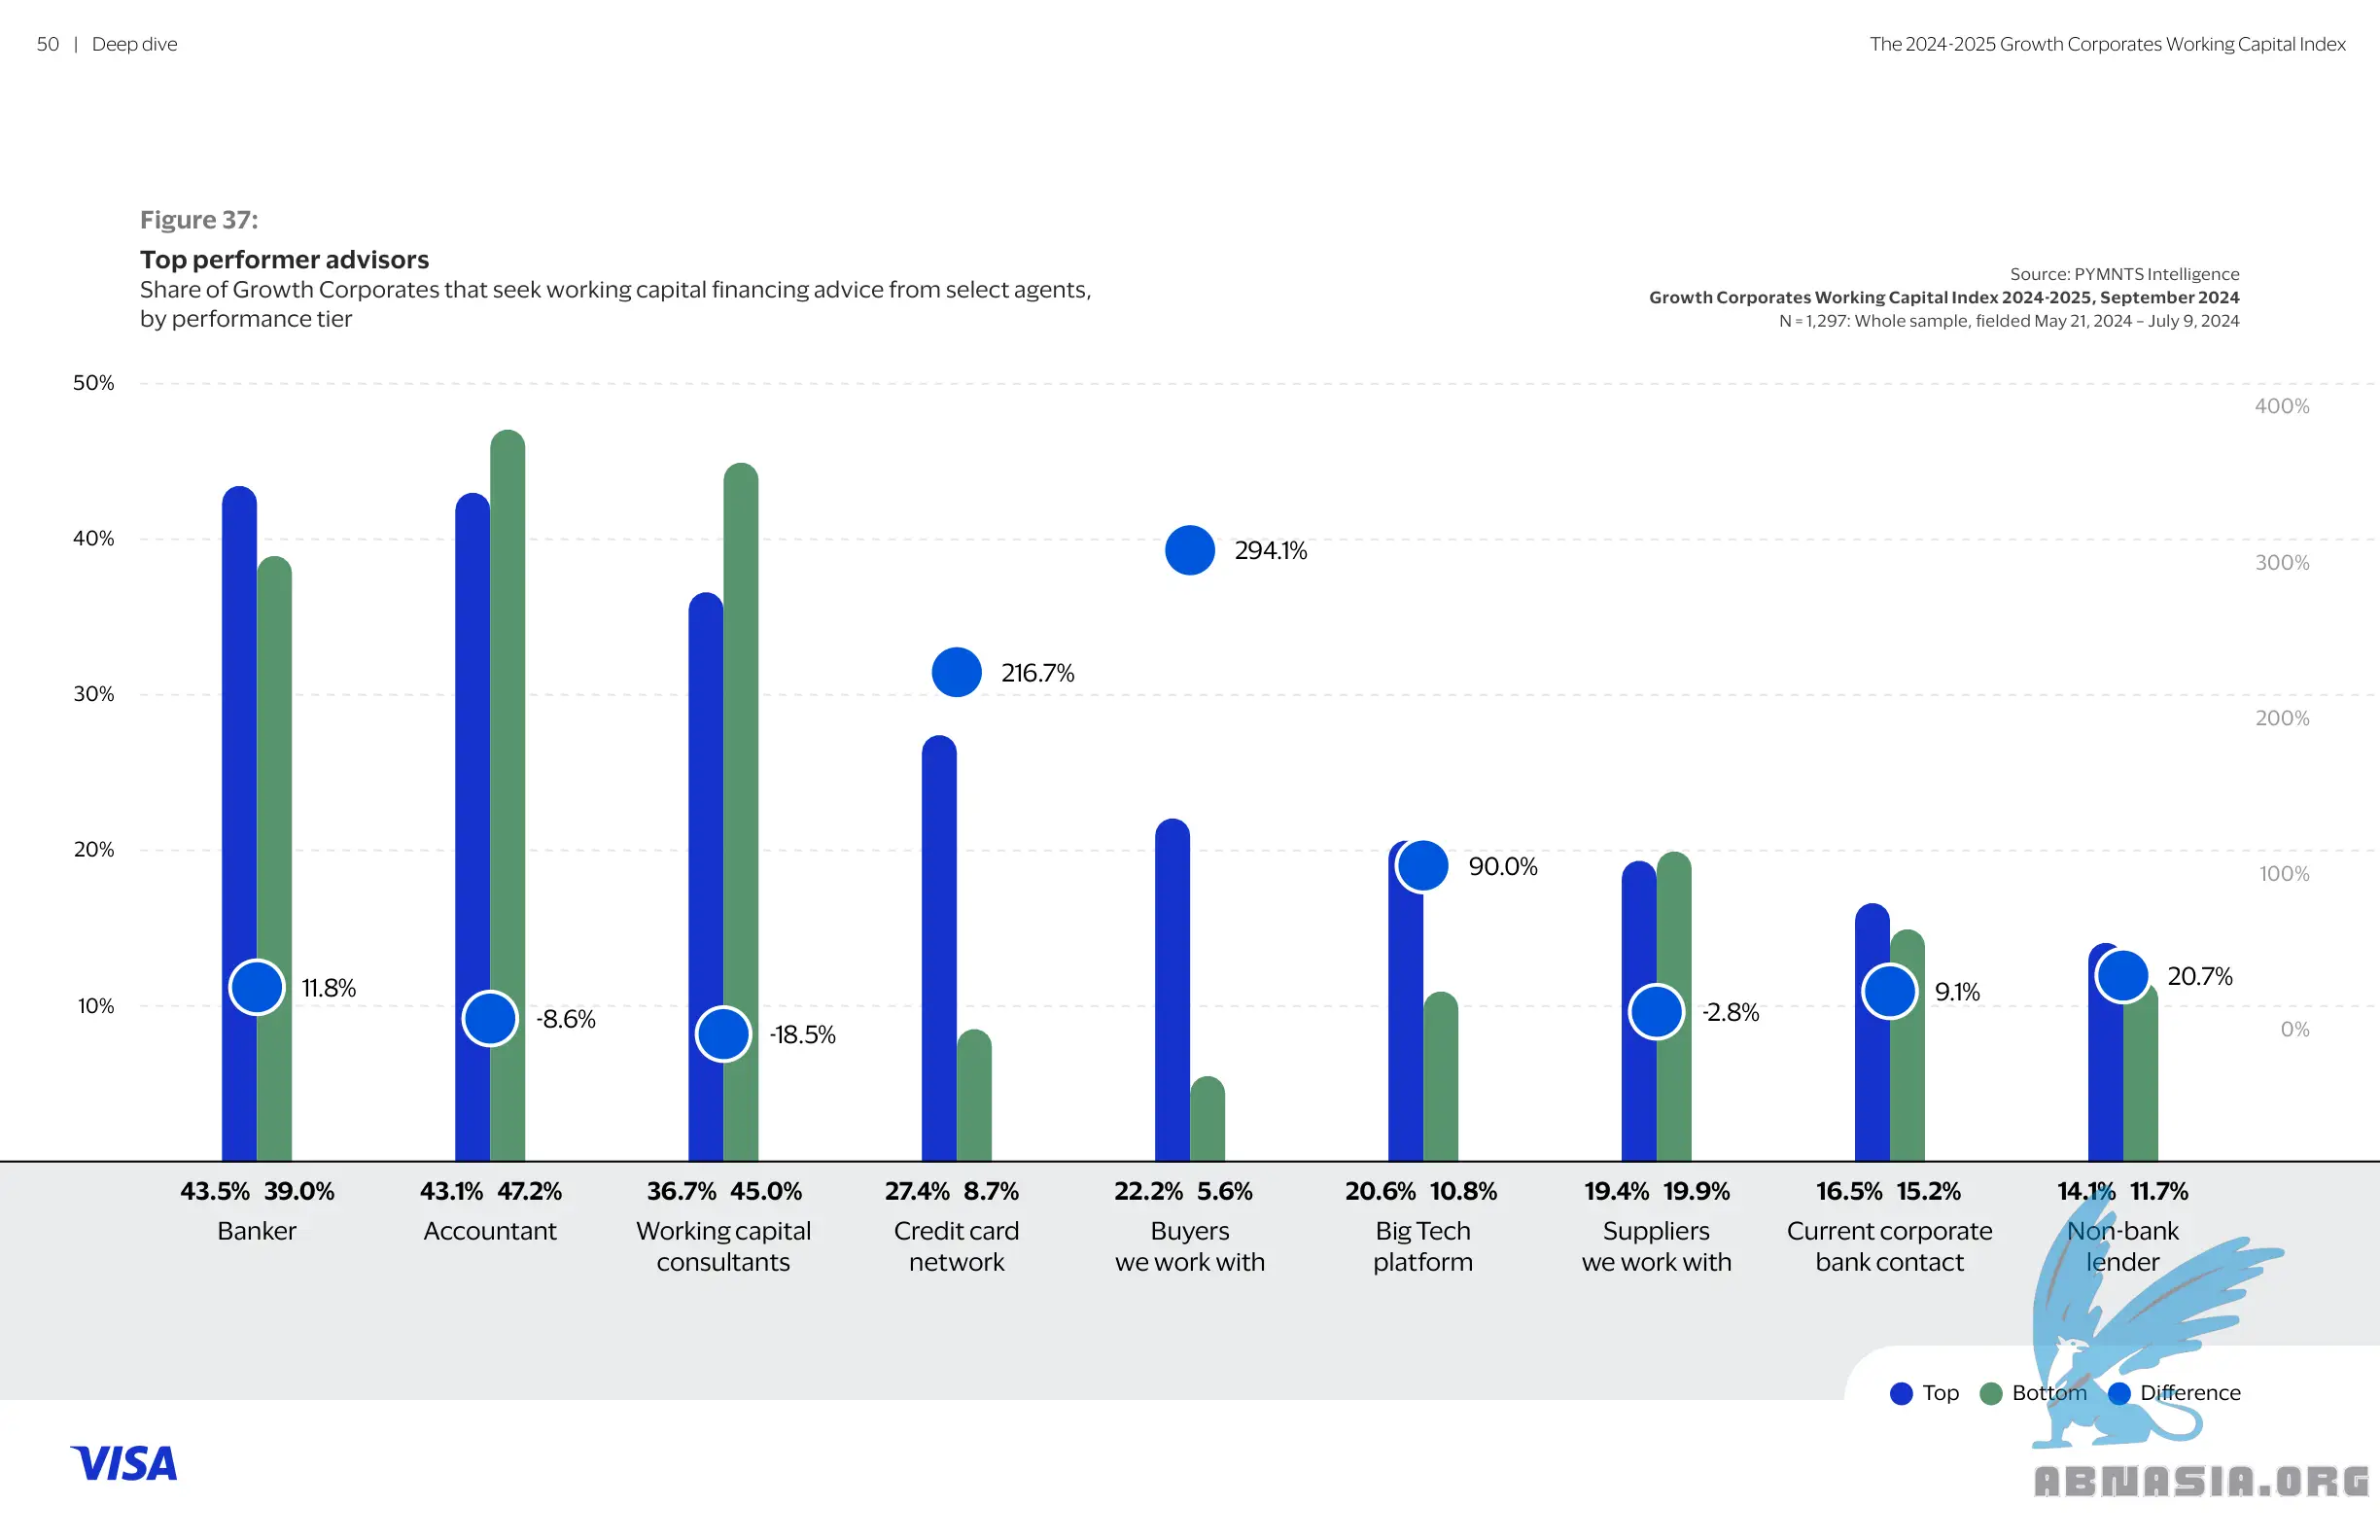 50 | Deep dive
The 2024-2025 Growth Corporates Working Capital Index
Figure 37:
Top performer advisors
Share of Growth Corporates that seek working capital financing advice from select agents,
by performance tier
Source: PYMNTS Intelligence
Growth Corporates Working Capital Index 2024-2025, September 2024
N = 1,297: Whole sample, fielded May 21, 2024 – July 9, 2024
50%
400%
40%
294.1%
300%
216.7%
30%
200%
20%
90.0%
100%
11.8%
-8.6%
-18.5%
-2.8%
9.1%
20.7%
10%
0%
43.5% 39.0%
43.1% 47.2%
36.7% 45.0%
27.4% 8.7%
22.2% 5.6%
20.6% 10.8%
19.4% 19.9%
16.5% 15.2%
14.1% 11.7%
Banker
Accountant
Working capital
consultants
Credit card
network
Buyers
we work with
Big Tech
platform
Suppliers
we work with
Current corporate
bank contact
Non-bank
lender
Top
Bottom
Difference
VISA
ABNASIA.ORG